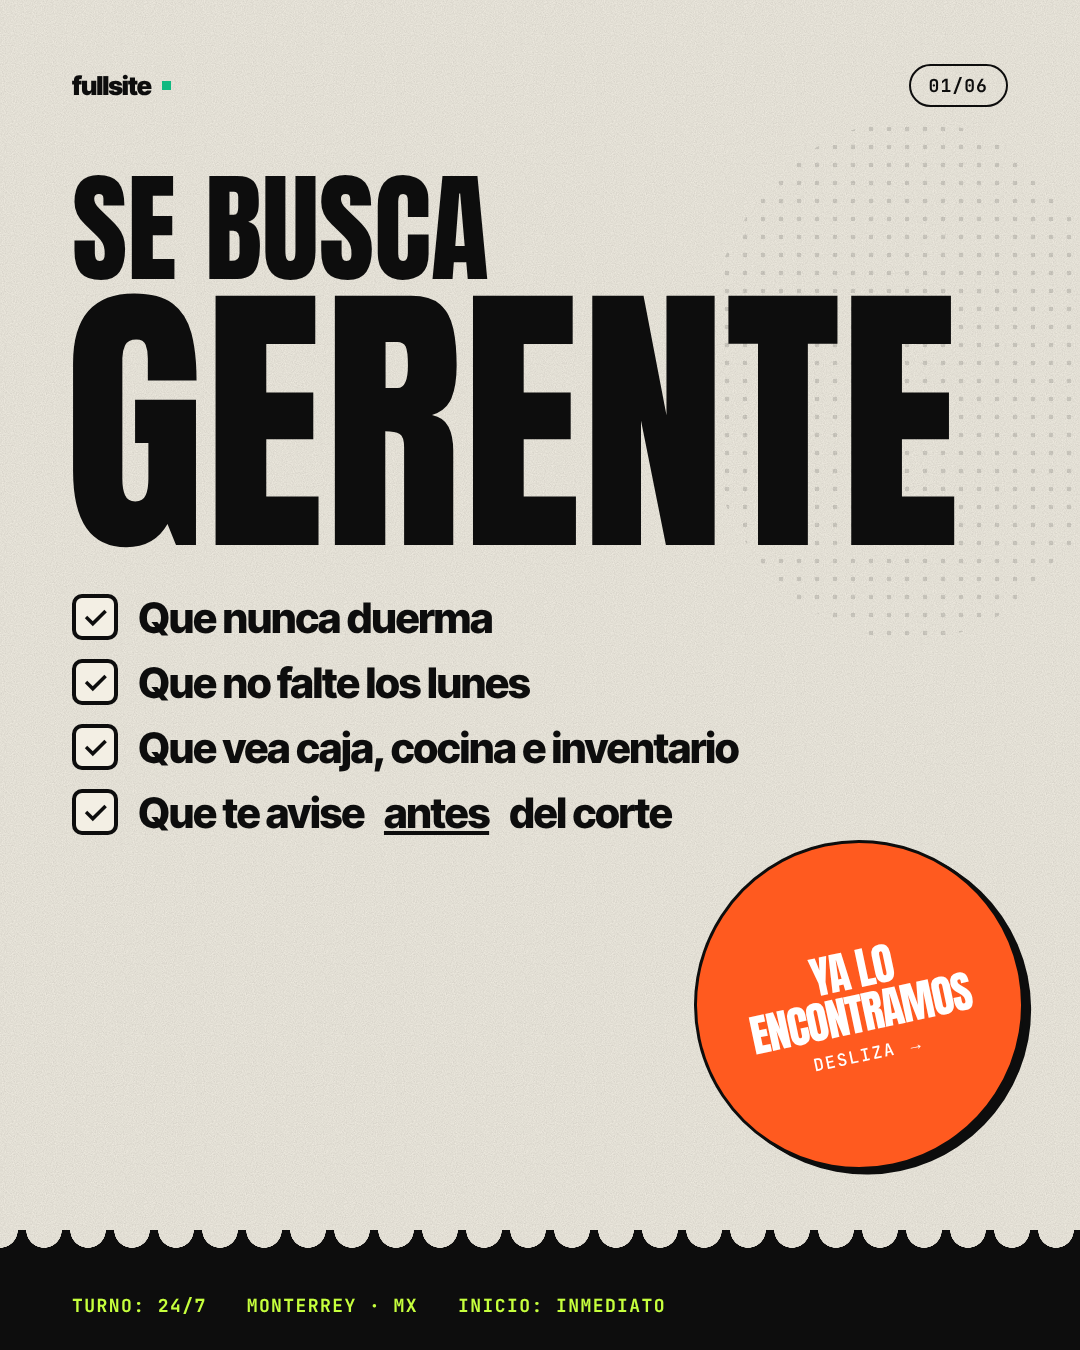 fullsite
01/06
SE BUSCA
GERENTE
Que nunca duerma
Que no falte los lunes
Que vea caja, cocina e inventario
Que te avise antes del corte
YA LO
ENCONTRAMOS
DESLIZA →
TURNO: 24/7 MONTERREY · MX INICIO: INMEDIATO